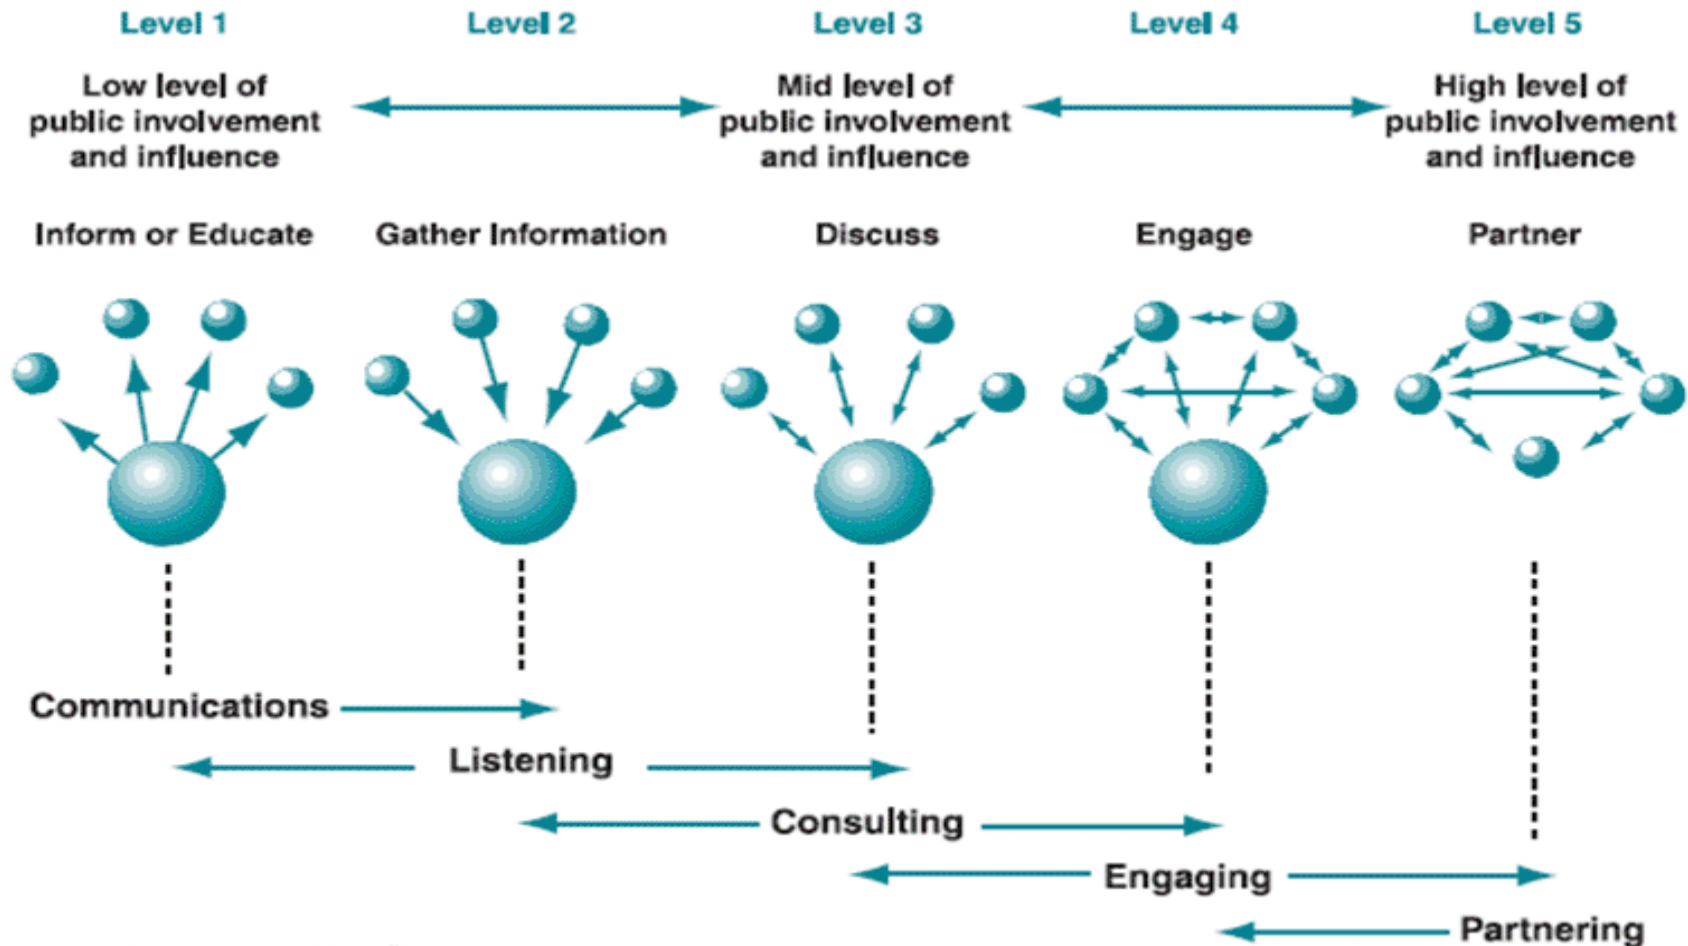 Level 1
Level 2
Level 3
Level 4
Level 5
Low level of
public involvement
and influence
Mid level of
public involvement
and influence
High level of
public involvement
and influence
Inform or Educate
Gather Information
Discuss
Engage
Partner
Communications
Listening
Consulting
Engaging
Partnering